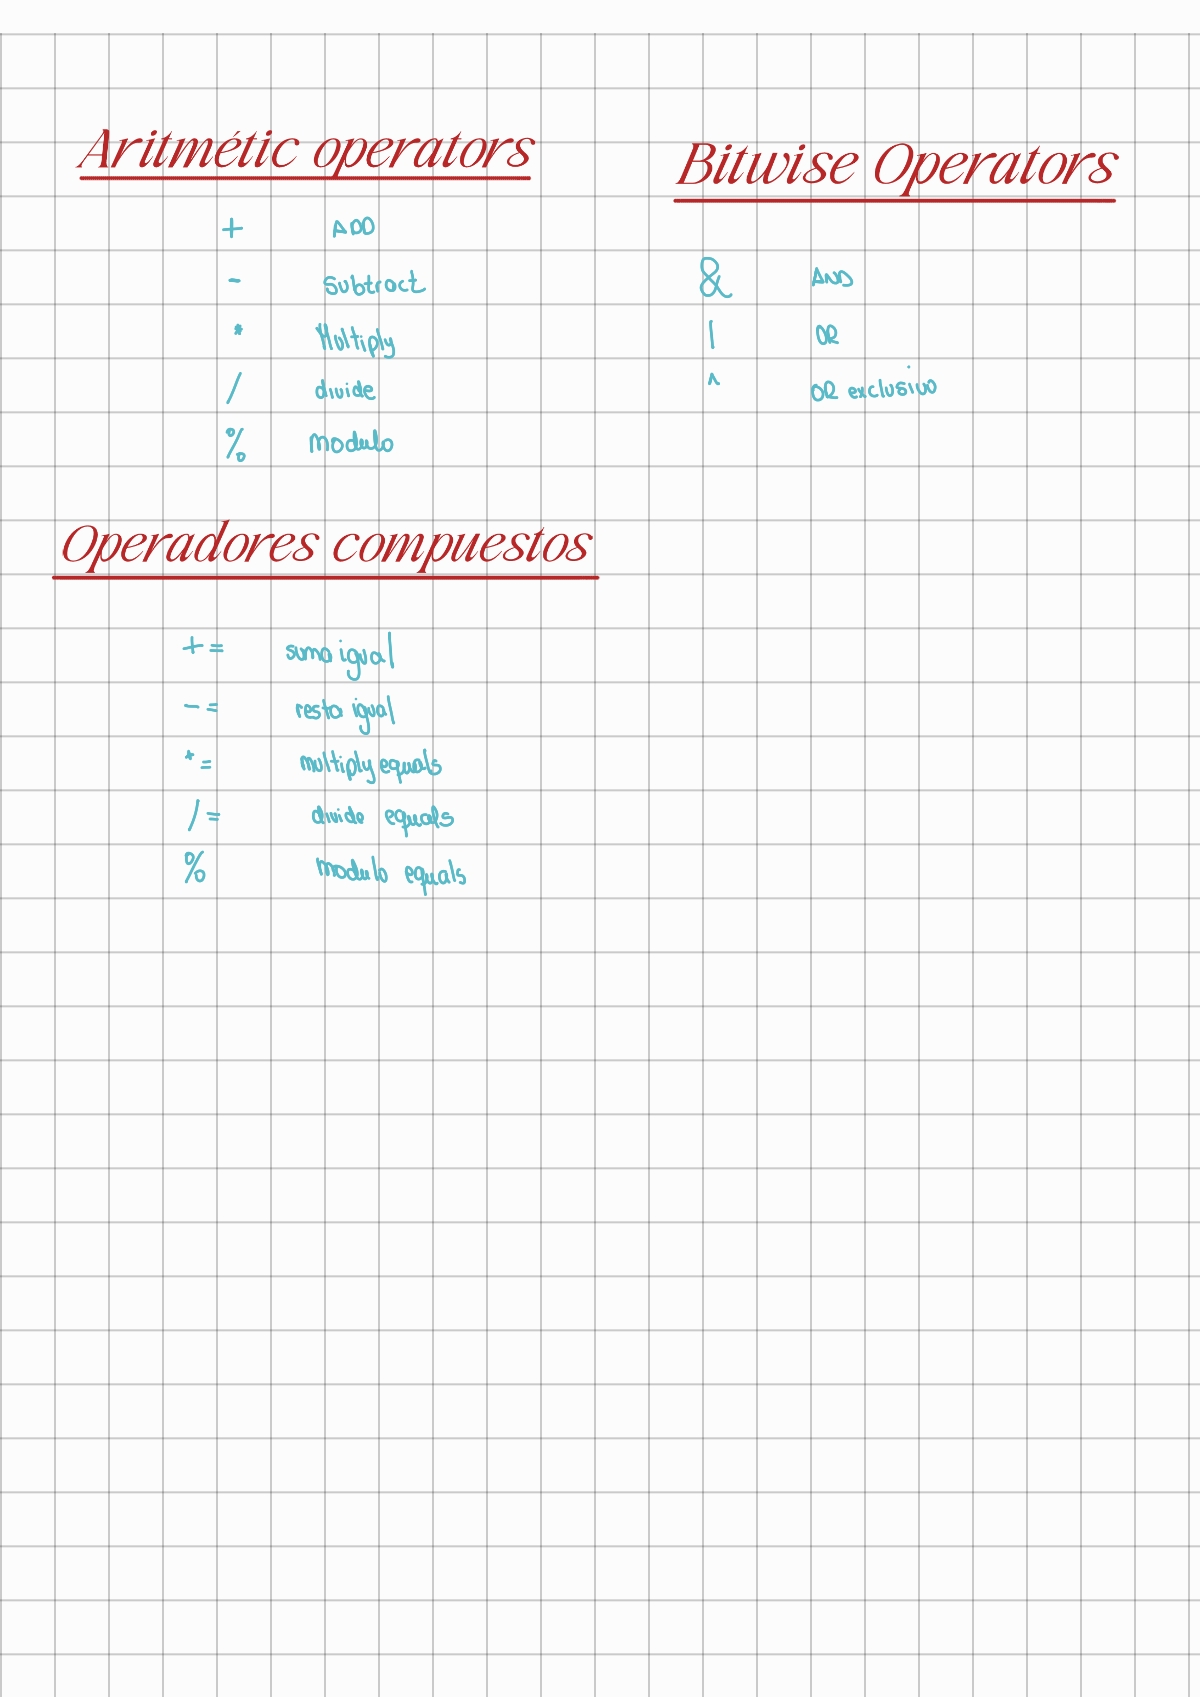 Aritmétic operators
+ ADD
- Subtract
* Multiply
/ divide
% Modulo
Bitwise Operators
& AND
| OR
^ OR exclusivo
Operadores compuestos
+= suma igual
-= resta igual
*= multiply equals
/= divide equals
% modulo equals